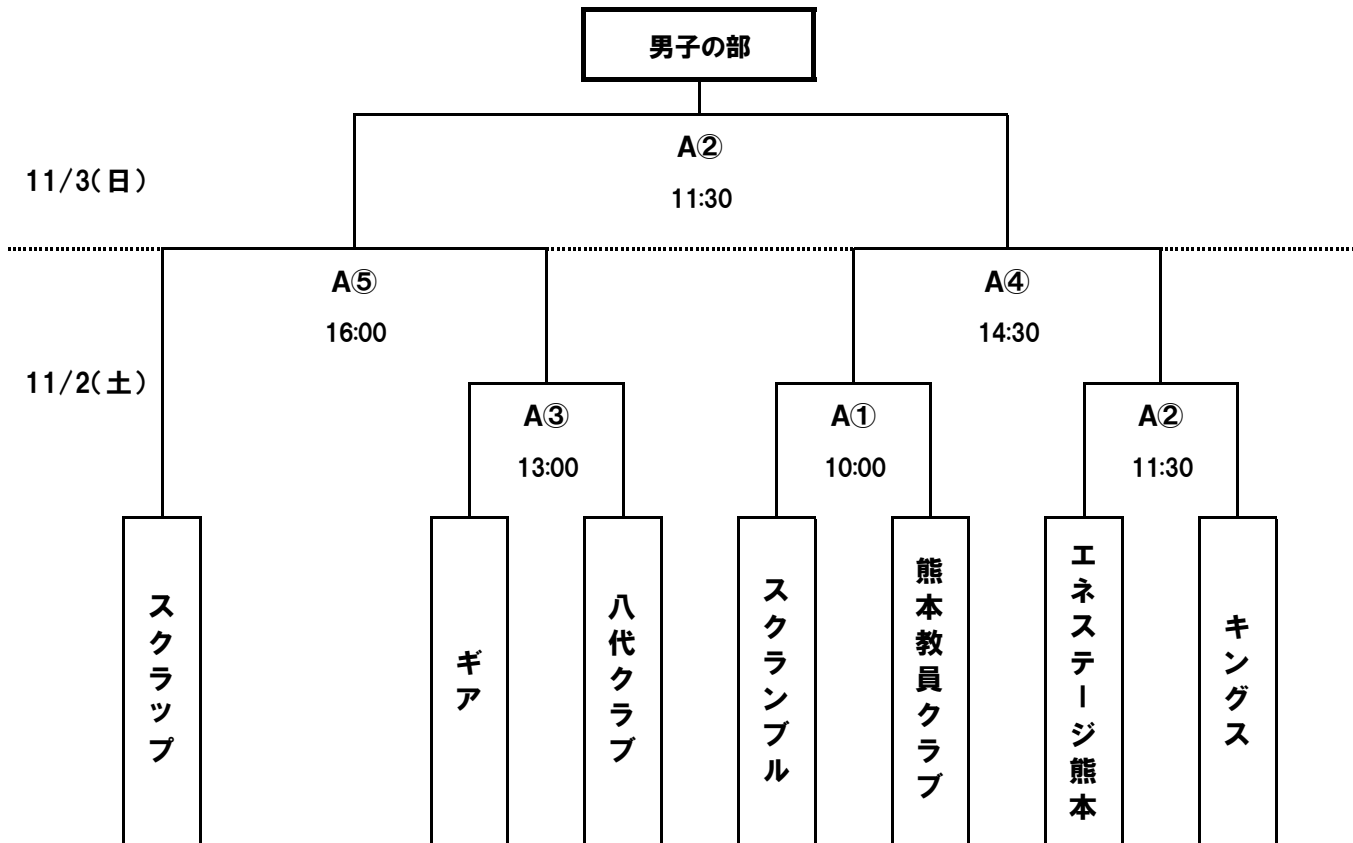 男子の部
A②
11:30
11/3(日)
A⑤
16:00
A④
14:30
11/2(土)
A③
13:00
A①
10:00
A②
11:30
スクラップ
ギア
八代クラブ
スクランブル
熊本教員クラブ
エネステージ熊本
キングス